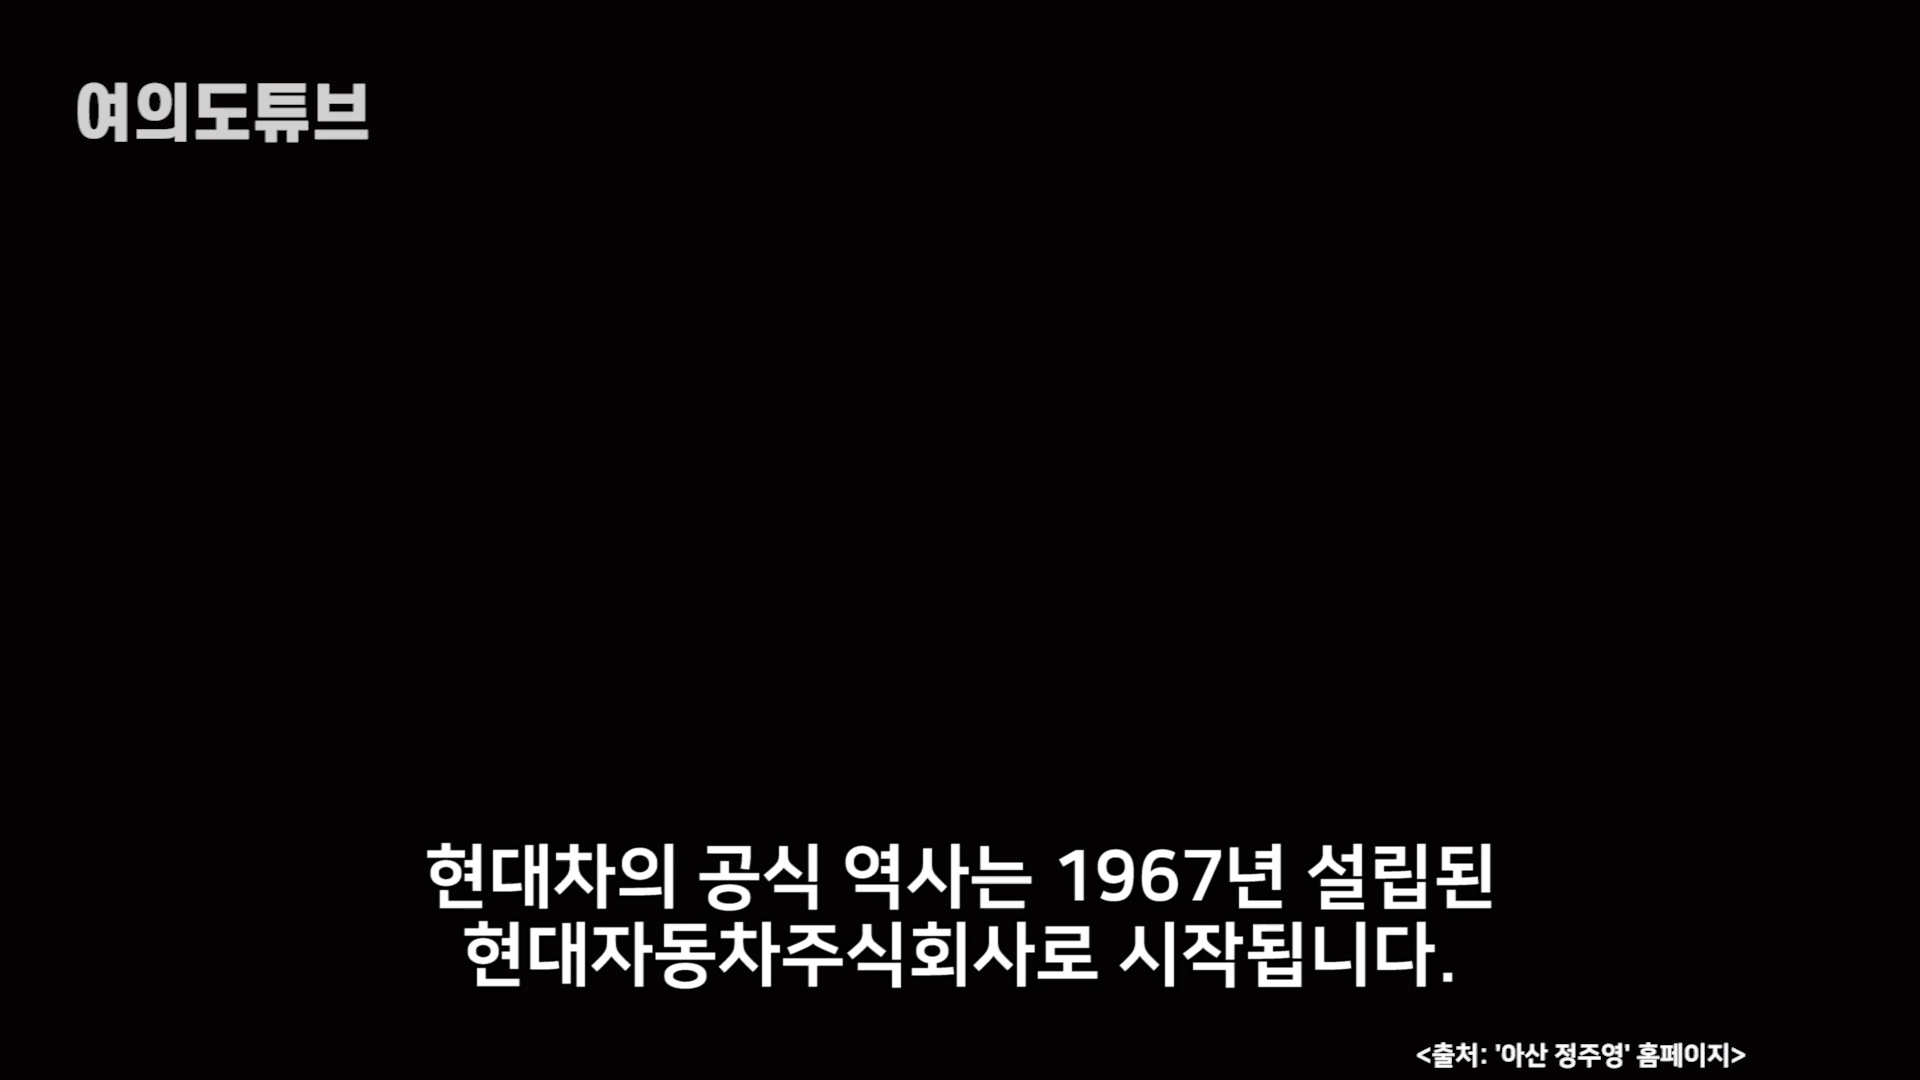 여의도튜브
현대차의 공식 역사는 1967년 설립된
현대자동차주식회사로 시작됩니다.
<출처: '아산 정주영' 홈페이지>